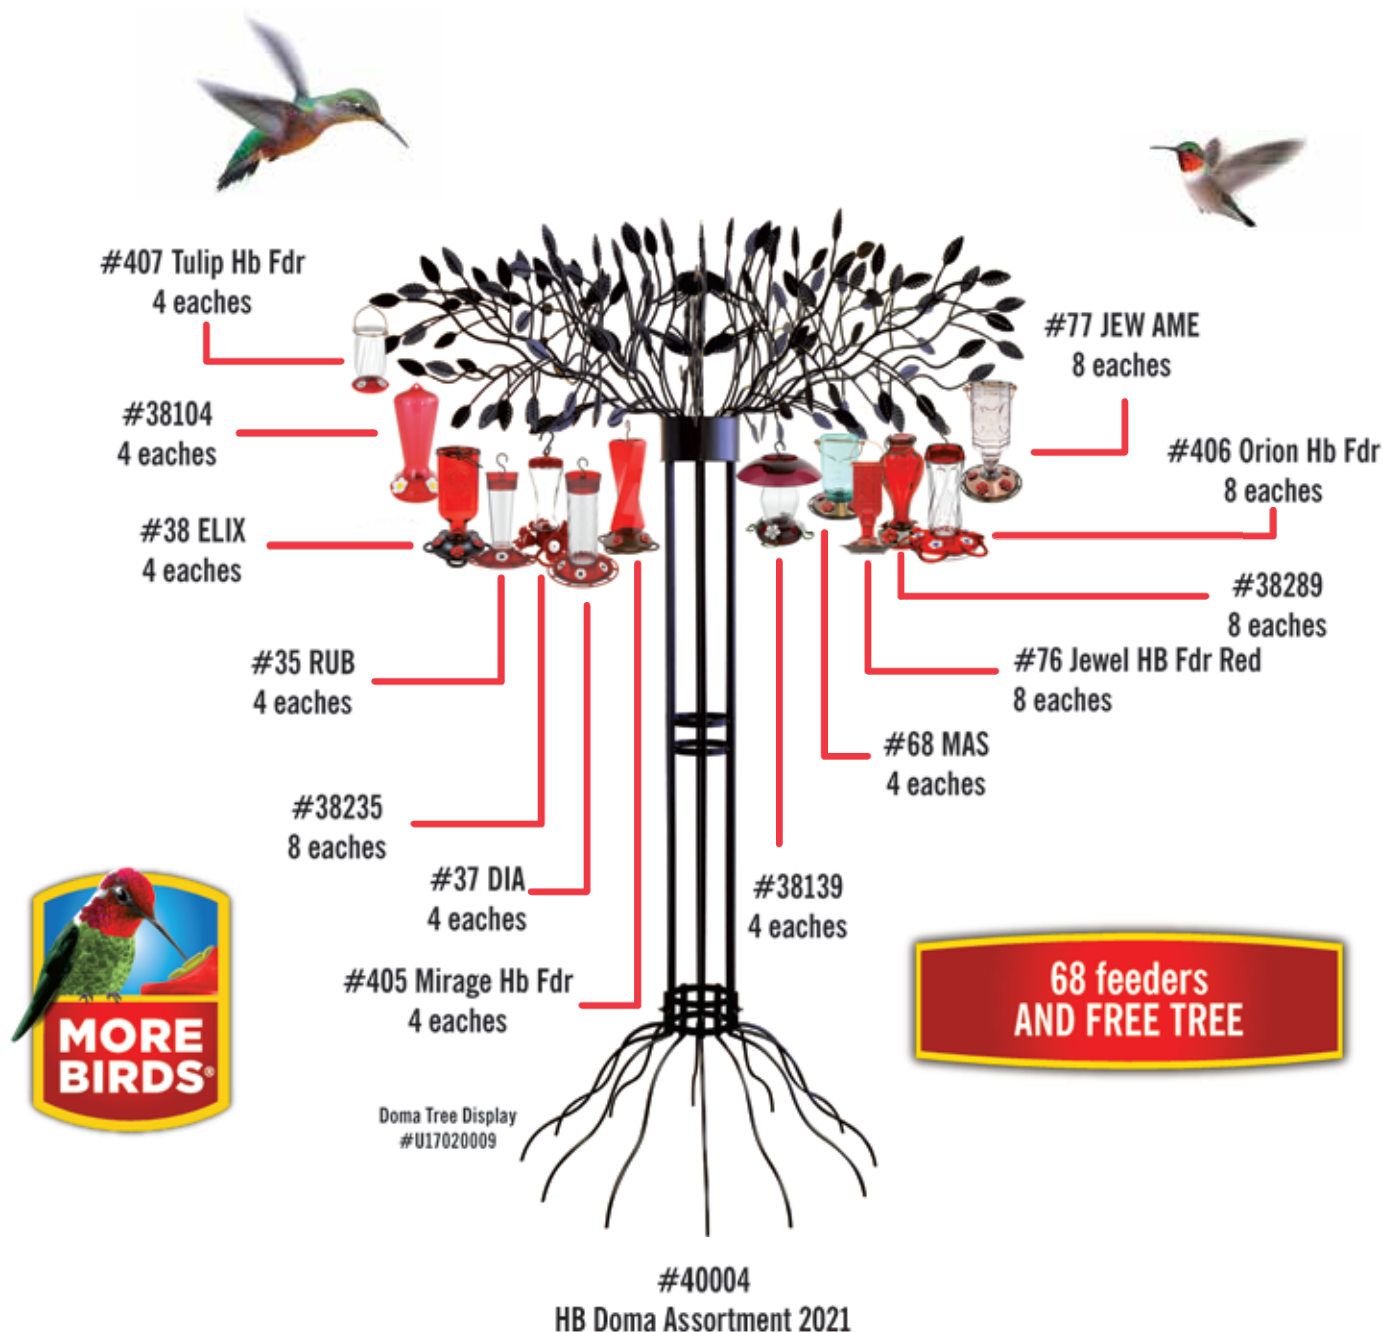 #407 Tulip Hb Fdr
4 eaches
#38104
4 eaches
#38 ELIX
4 eaches
#35 RUB
4 eaches
#38235
8 eaches
#37 DIA
4 eaches
#405 Mirage Hb Fdr
4 eaches
#77 JEW AME
8 eaches
#406 Orion Hb Fdr
8 eaches
#38289
8 eaches
#76 Jewel HB Fdr Red
8 eaches
#68 MAS
4 eaches
#38139
4 eaches
MORE
BIRDS®
68 feeders
AND FREE TREE
Doma Tree Display
#U17020009
#40004
HB Doma Assortment 2021